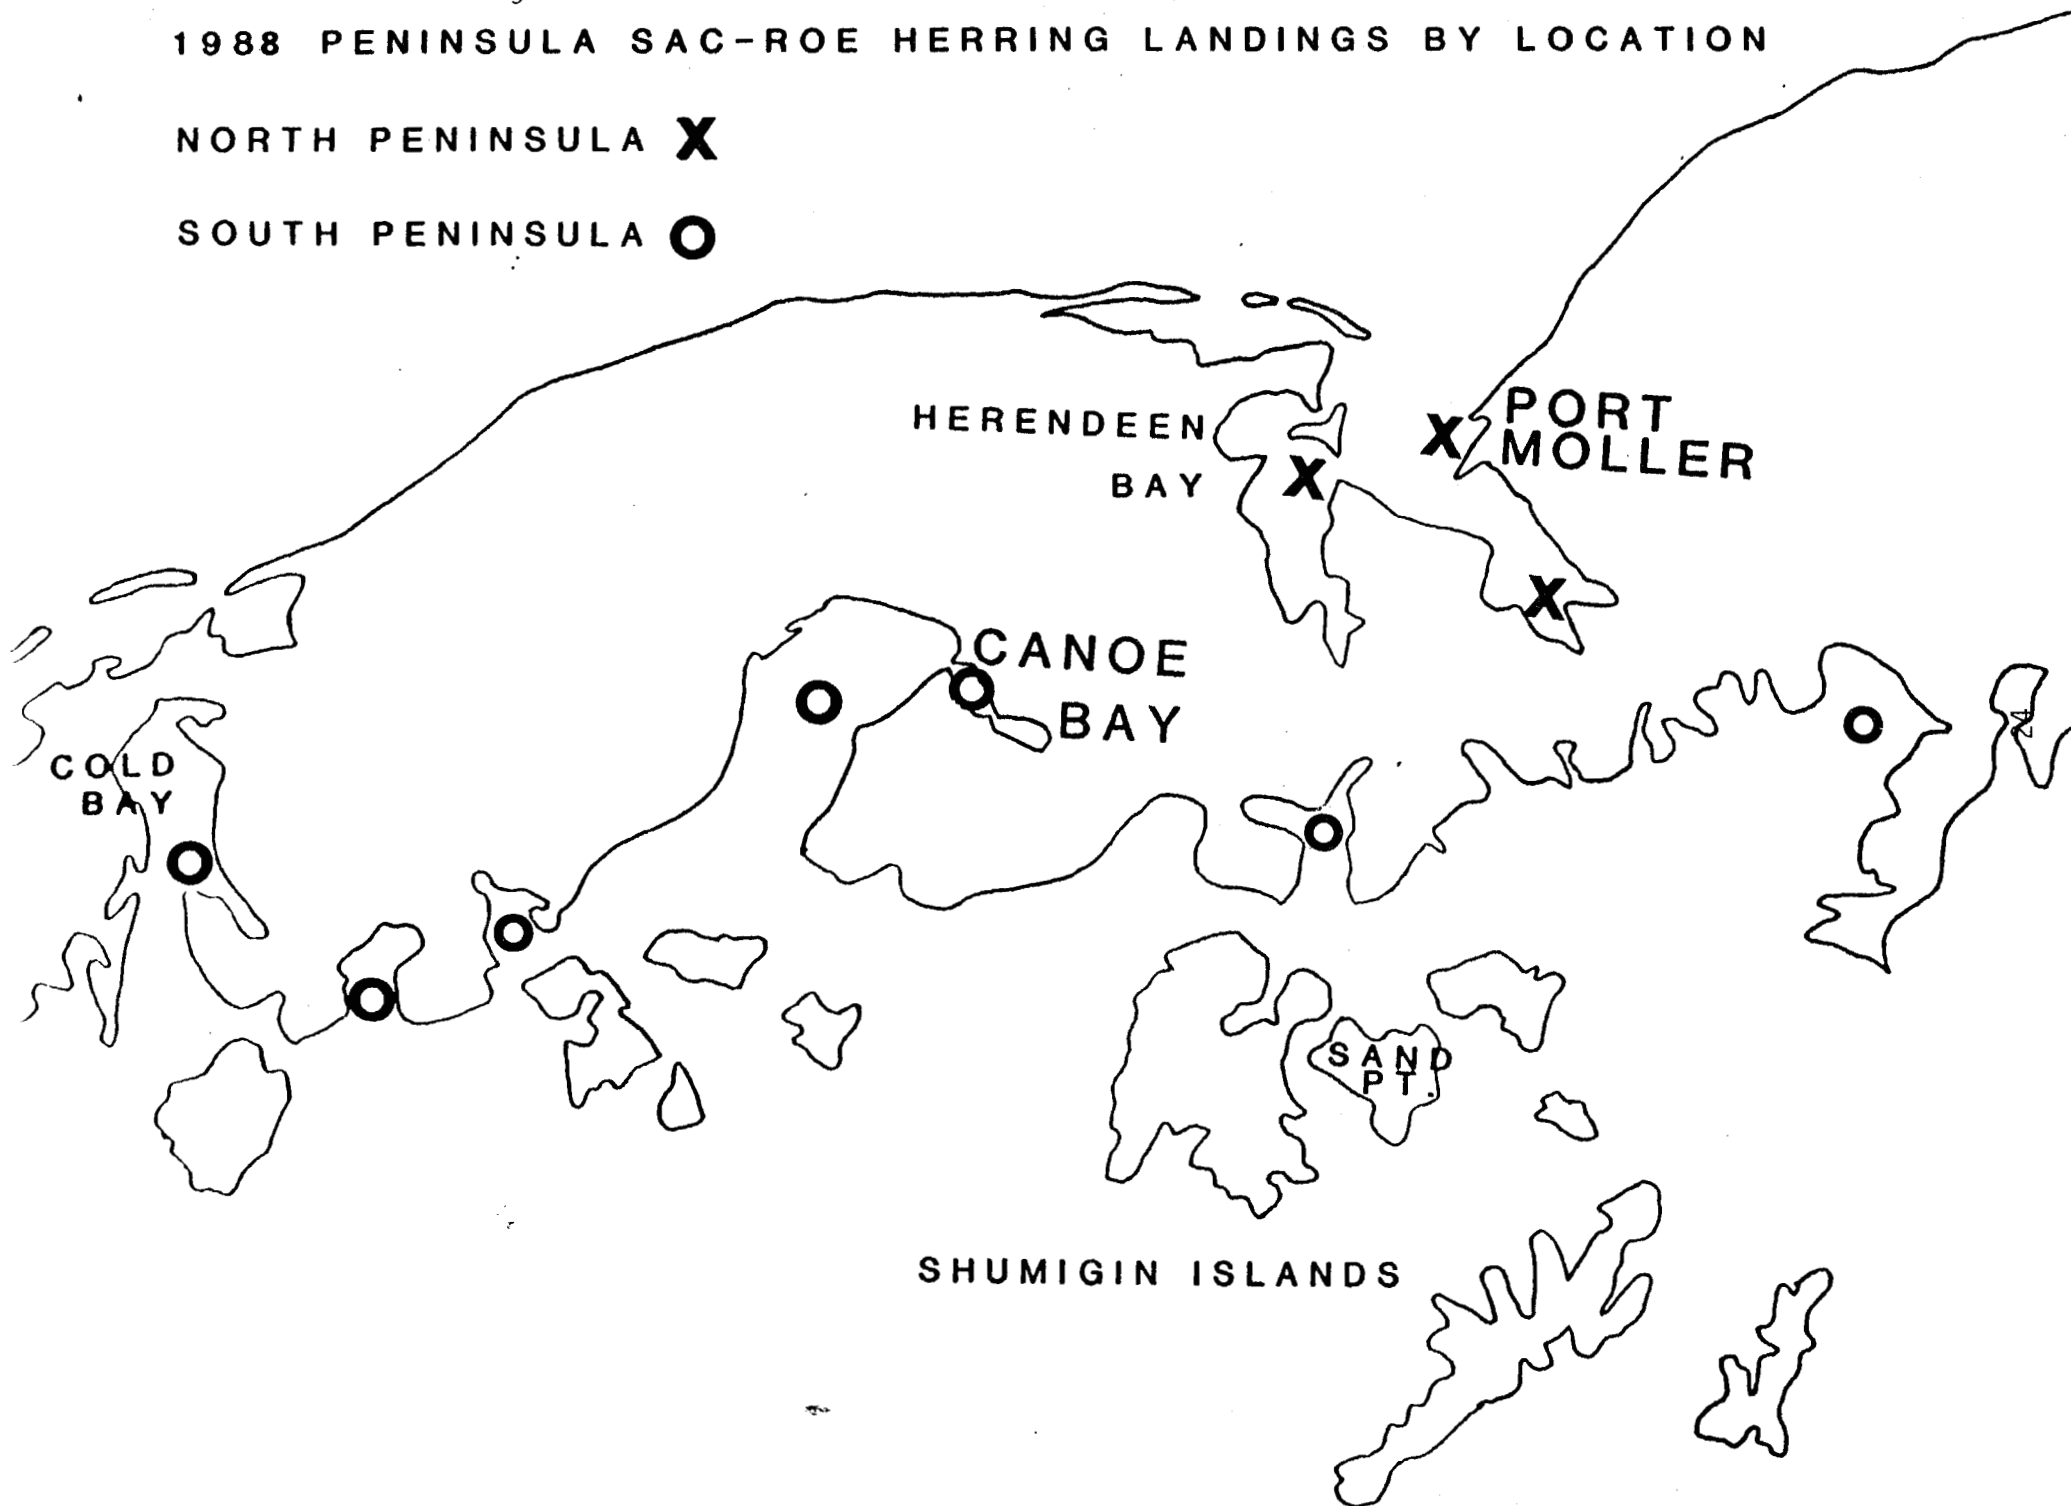 1988 PENINSULA SAC-ROE HERRING LANDINGS BY LOCATION
NORTH PENINSULA X
SOUTH PENINSULA O
PORT
MOLLER
HERENDEEN
BAY
X
X
X
CANOE
BAY
COLD
BAY
24
SAND
PT.
SHUMIGIN ISLANDS